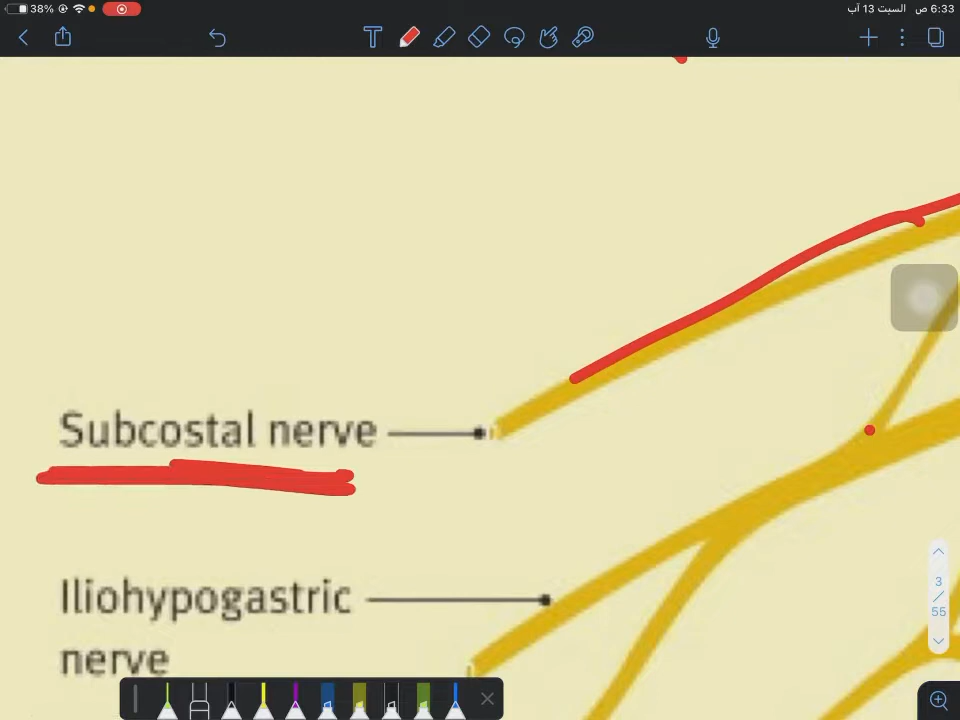 38%
السبت 13 آب
6:33 ص
Subcostal nerve
Iliohypogastric
nerve
3
/
55